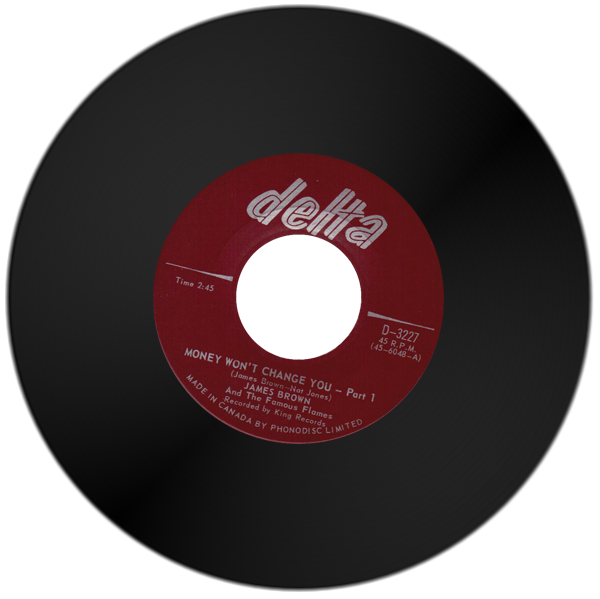 delta
Time 2:45
D-3227
45 R.P.M.
(45-6048-A)
MONEY WON'T CHANGE YOU - Part 1
(James Brown-Nat Jones)
JAMES BROWN
And The Famous Flames
Recorded by King Records
MADE IN CANADA BY PHONODISC LIMITED